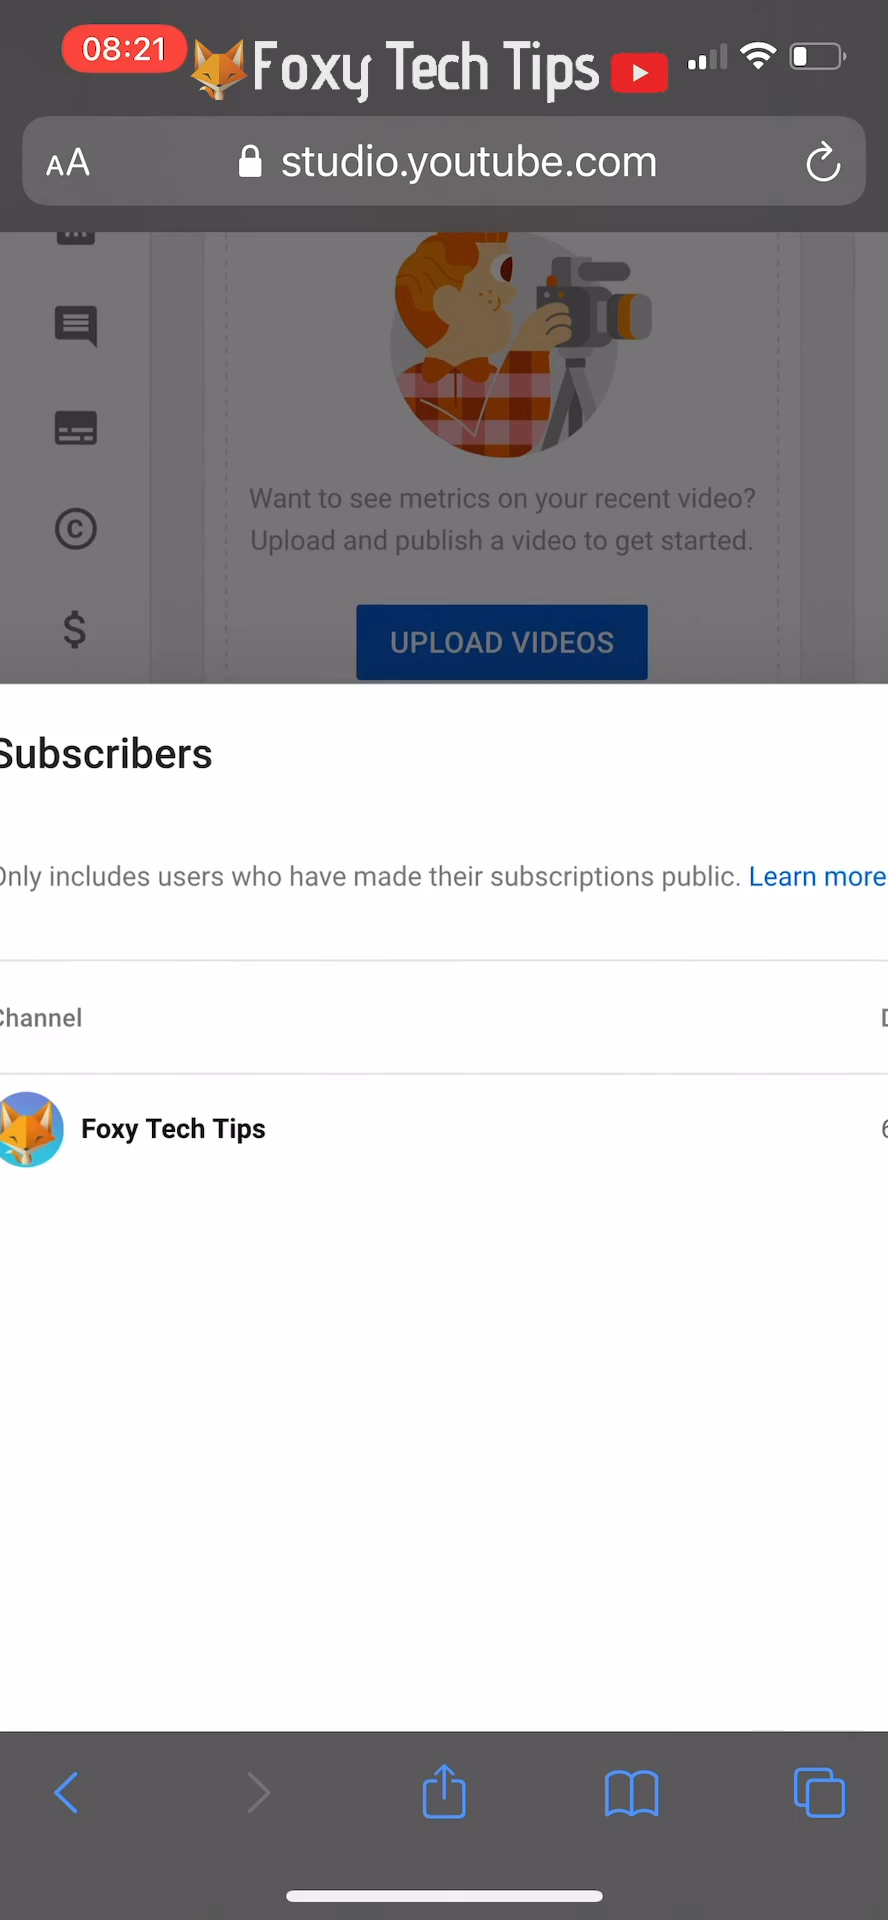 08:21
Foxy Tech Tips
AA
studio.youtube.com
Want to see metrics on your recent video?
Upload and publish a video to get started.
UPLOAD VIDEOS
Subscribers
Only includes users who have made their subscriptions public. Learn more
Channel
Foxy Tech Tips